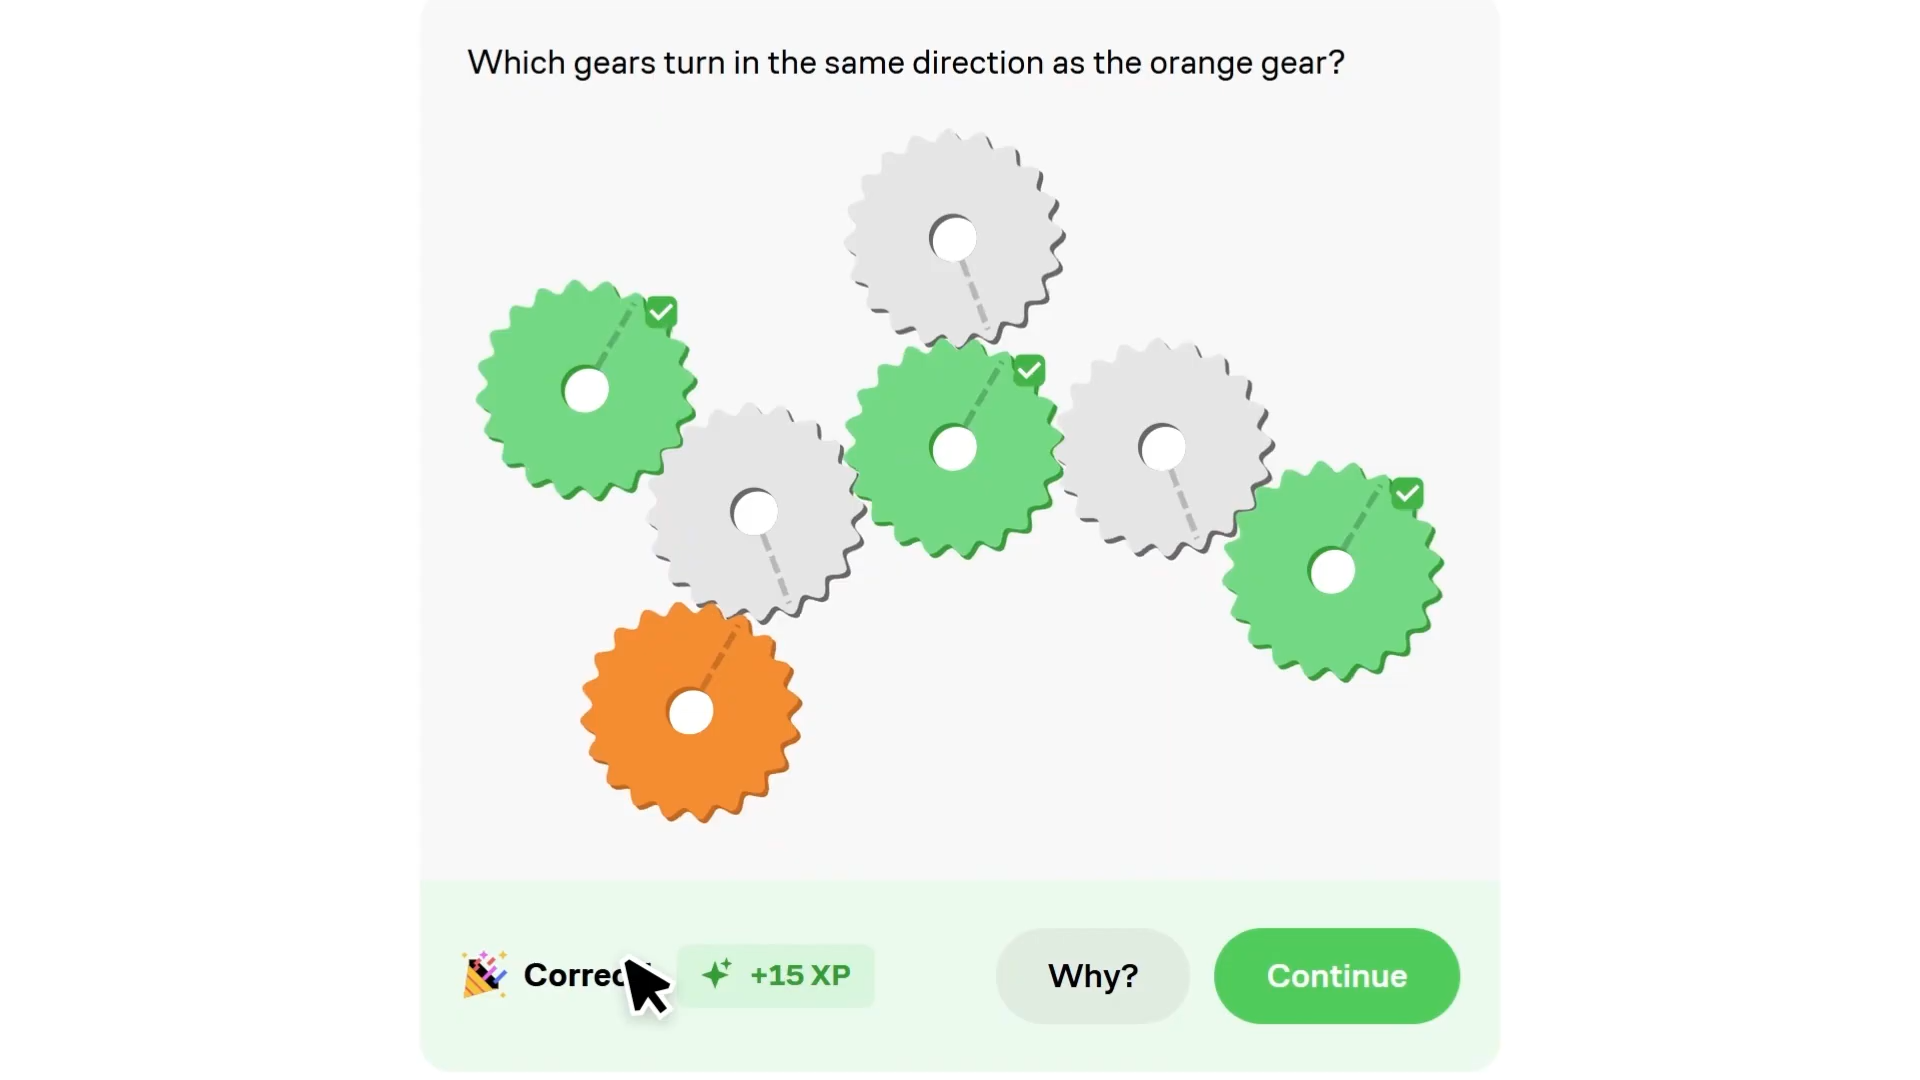 Which gears turn in the same direction as the orange gear?
+15 XP
Why?
Continue